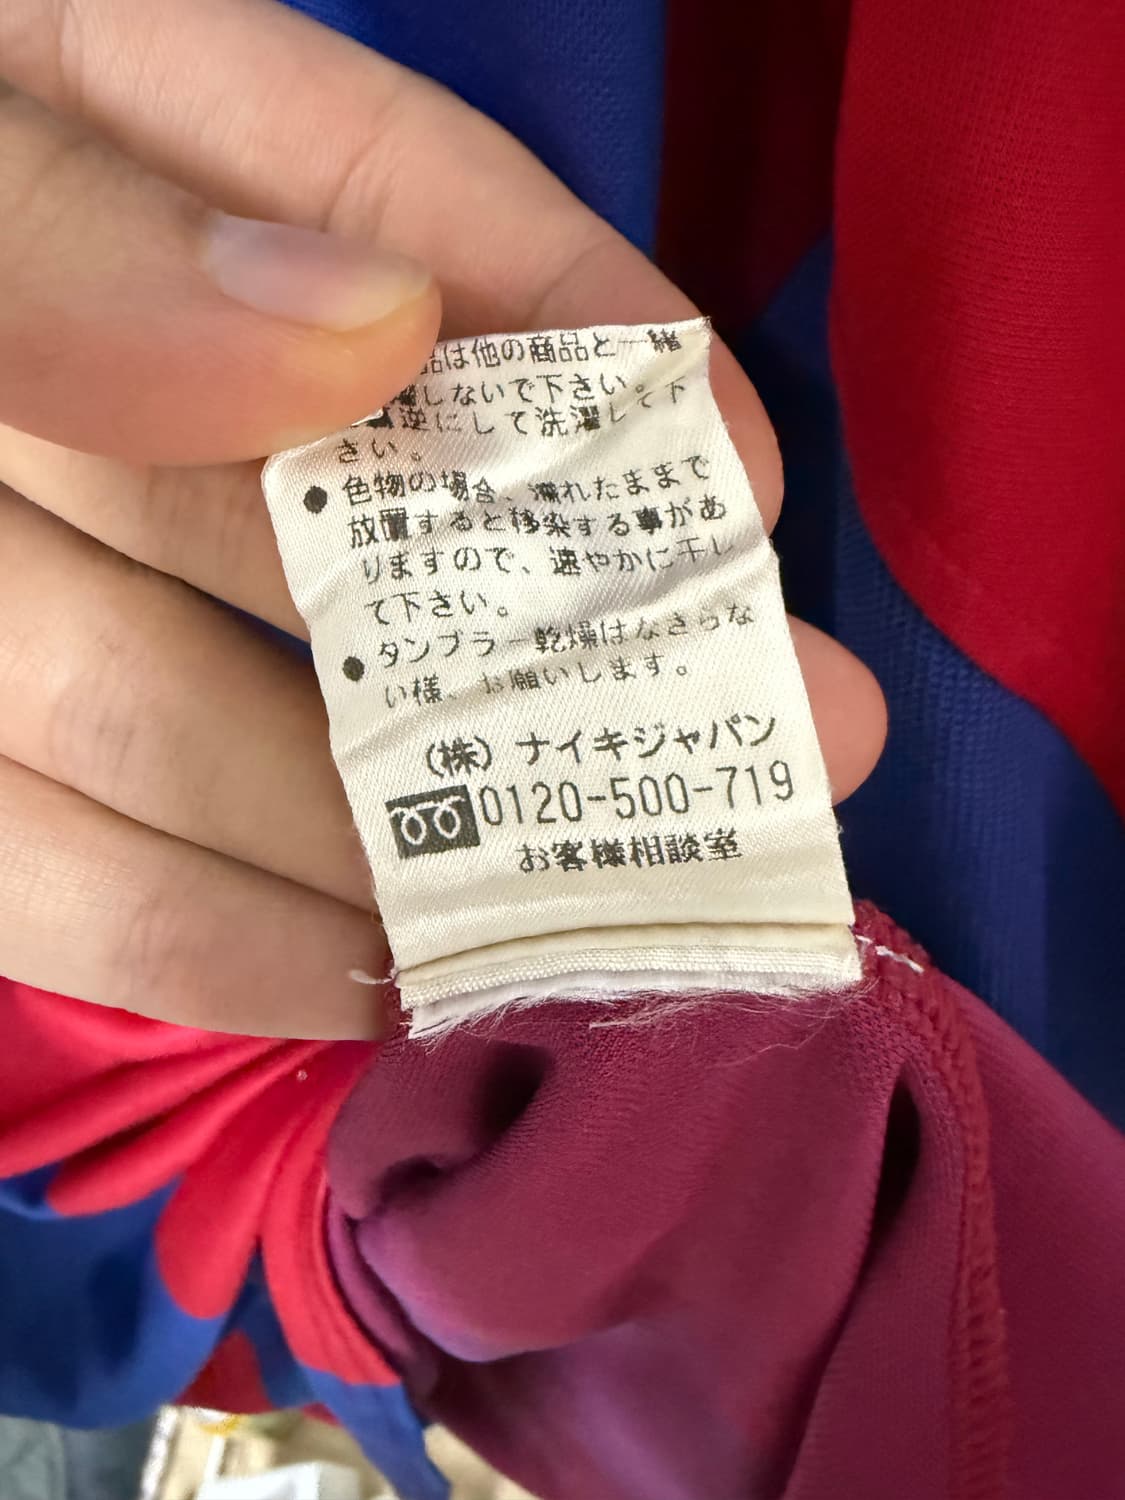 品は他の商品と一緒
濯しないで下さい。
逆にして洗濯して下
さい。
● 色物の場合、濡れたままで
放置すると移染する事があ
りますので、速やかに干し
て下さい。
● タンブラー乾燥はなさらな
い様、お願いします。
(株) ナイキジャパン
0120-500-719
お客様相談室